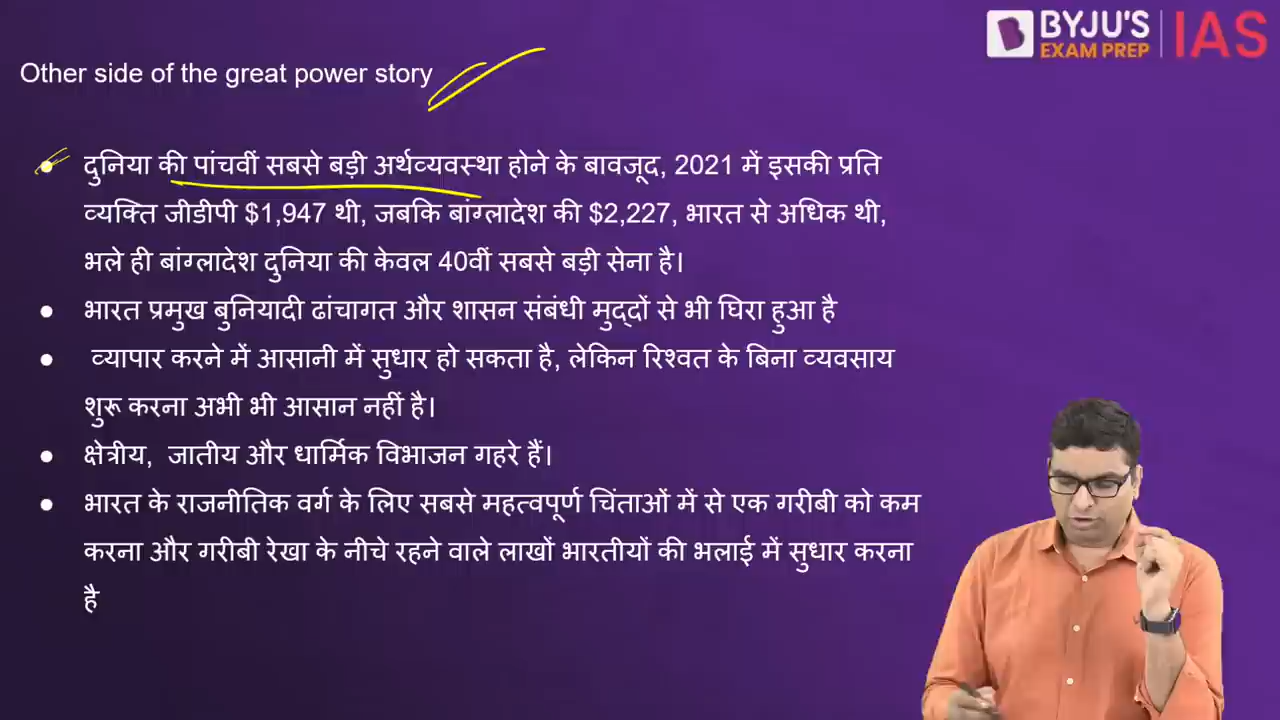 BYJU'S
EXAM PREP
IAS
Other side of the great power story
दुनिया की पांचवीं सबसे बड़ी अर्थव्यवस्था होने के बावजूद, 2021 में इसकी प्रति
व्यक्ति जीडीपी $1,947 थी, जबकि बांग्लादेश की $2,227, भारत से अधिक थी,
भले ही बांग्लादेश दुनिया की केवल 40वीं सबसे बड़ी सेना है।
भारत प्रमुख बुनियादी ढांचागत और शासन संबंधी मुद्दों से भी घिरा हुआ है
व्यापार करने में आसानी में सुधार हो सकता है, लेकिन रिश्वत के बिना व्यवसाय
शुरू करना अभी भी आसान नहीं है।
क्षेत्रीय, जातीय और धार्मिक विभाजन गहरे हैं।
भारत के राजनीतिक वर्ग के लिए सबसे महत्वपूर्ण चिंताओं में से एक गरीबी को कम
करना और गरीबी रेखा के नीचे रहने वाले लाखों भारतीयों की भलाई में सुधार करना
है